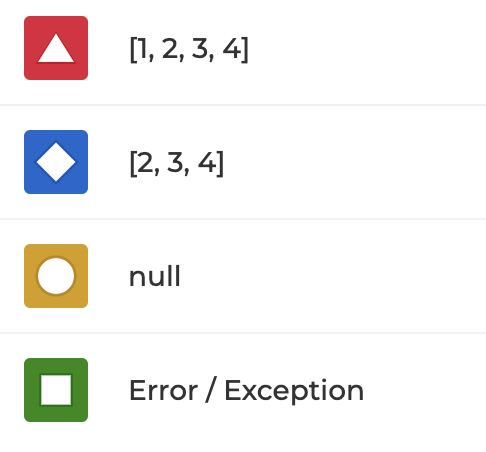 [1, 2, 3, 4]
[2, 3, 4]
null
Error / Exception